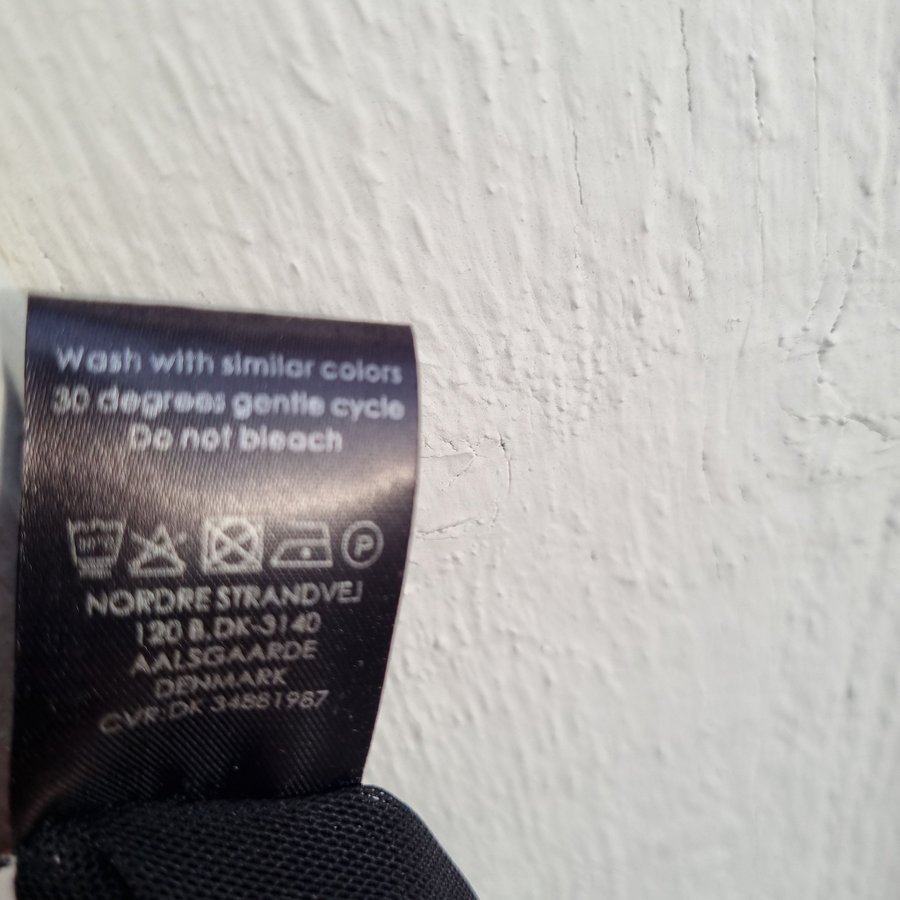 Wash with similar colors
30 degrees gentle cycle
Do not bleach
P
NORDRE STRANDVEJ
120 B. DK-3140
AALSGAARDE
DENMARK
CVR: DK 34881987